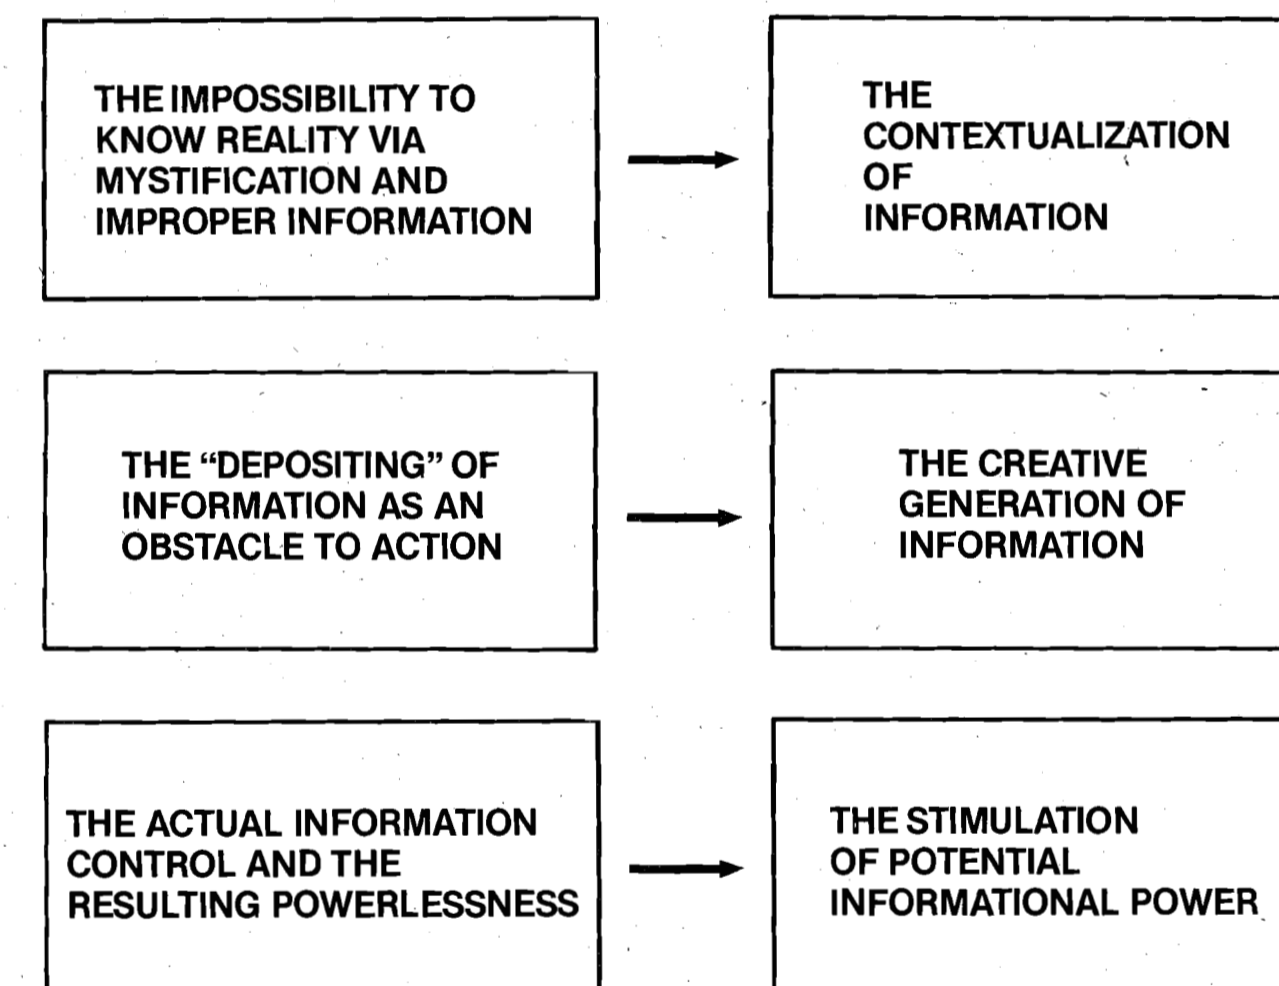 THE IMPOSSIBILITY TO
KNOW REALITY VIA
MYSTIFICATION AND
IMPROPER INFORMATION
THE
CONTEXTUALIZATION
OF
INFORMATION
THE “DEPOSITING” OF
INFORMATION AS AN
OBSTACLE TO ACTION
THE CREATIVE
GENERATION OF
INFORMATION
THE ACTUAL INFORMATION
CONTROL AND THE
RESULTING POWERLESSNESS
THE STIMULATION
OF POTENTIAL
INFORMATIONAL POWER